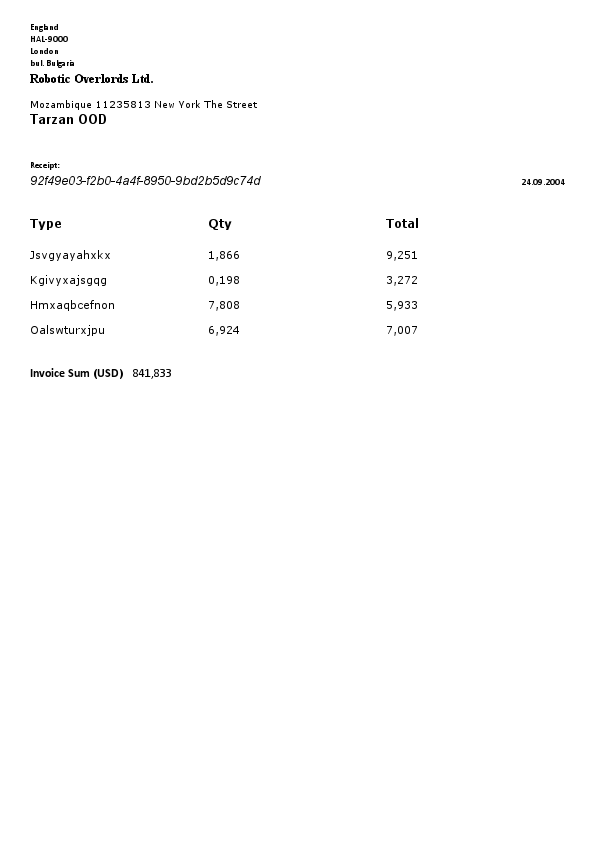 England
HAL-9000
London
bul. Bulgaria
Robotic Overlords Ltd.
Mozambique 11235813 New York The Street
Tarzan OOD
Receipt:
92f49e03-f2b0-4a4f-8950-9bd2b5d9c74d 24.09.2004
Type Qty Total
Jsvgyayahxkx 1,866 9,251
Kgivyxajsgqg 0,198 3,272
Hmxaqbcefnon 7,808 5,933
Oalswturxjpu 6,924 7,007
Invoice Sum (USD) 841,833